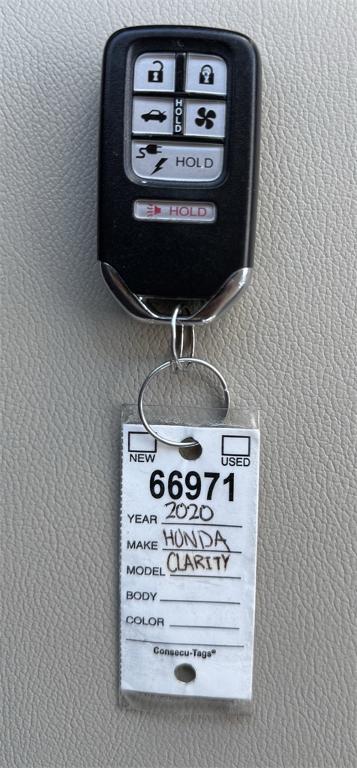 HOLD
HOLD
HOLD
NEW USED
66971
YEAR 2020
MAKE HONDA
MODEL CLARITY
BODY
COLOR
Consecu-Tags®